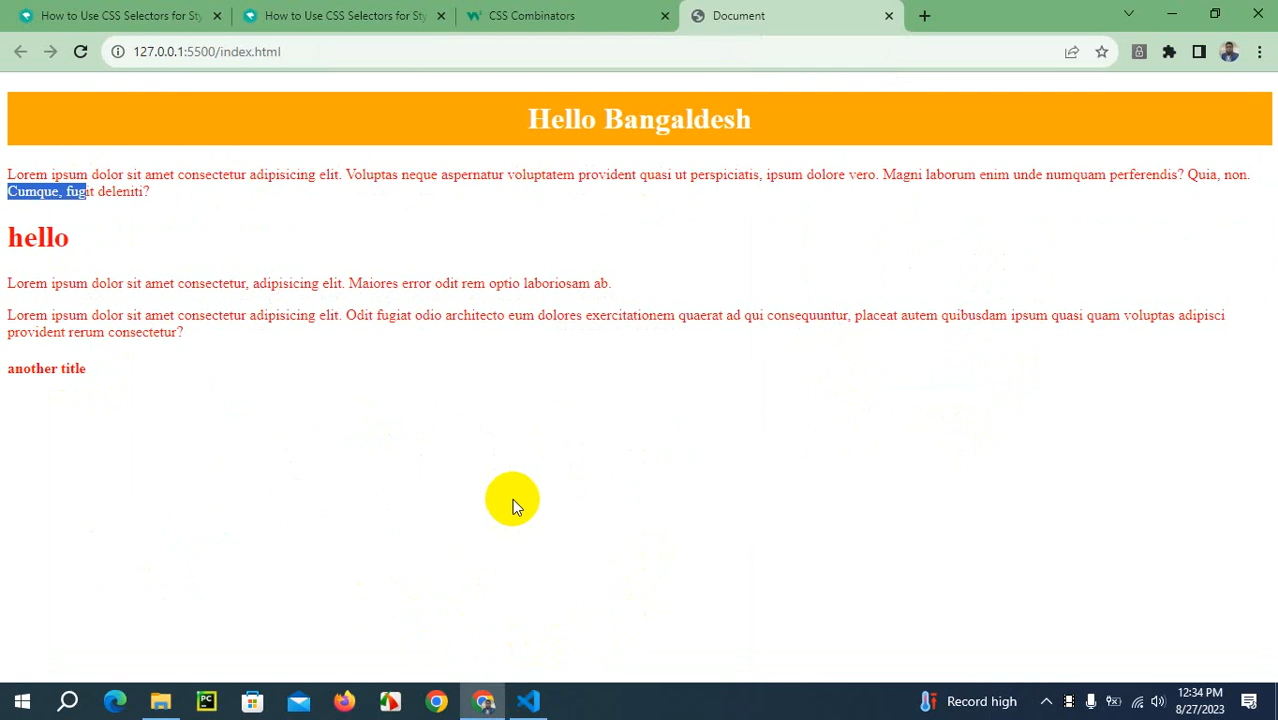 How to Use CSS Selectors for Sty
How to Use CSS Selectors for Sty
CSS Combinators
Document
127.0.0.1:5500/index.html
Hello Bangaldesh
Lorem ipsum dolor sit amet consectetur adipisicing elit. Voluptas neque aspernatur voluptatem provident quasi ut perspiciatis, ipsum dolore vero. Magni laborum enim unde numquam perferendis? Quia, non.
Cumque, fugit deleniti?
hello
Lorem ipsum dolor sit amet consectetur, adipisicing elit. Maiores error odit rem optio laboriosam ab.
Lorem ipsum dolor sit amet consectetur adipisicing elit. Odit fugiat odio architecto eum dolores exercitationem quaerat ad qui consequuntur, placeat autem quibusdam ipsum quasi quam voluptas adipisci
provident rerum consectetur?
another title
PC
Record high
12:34 PM
8/27/2023